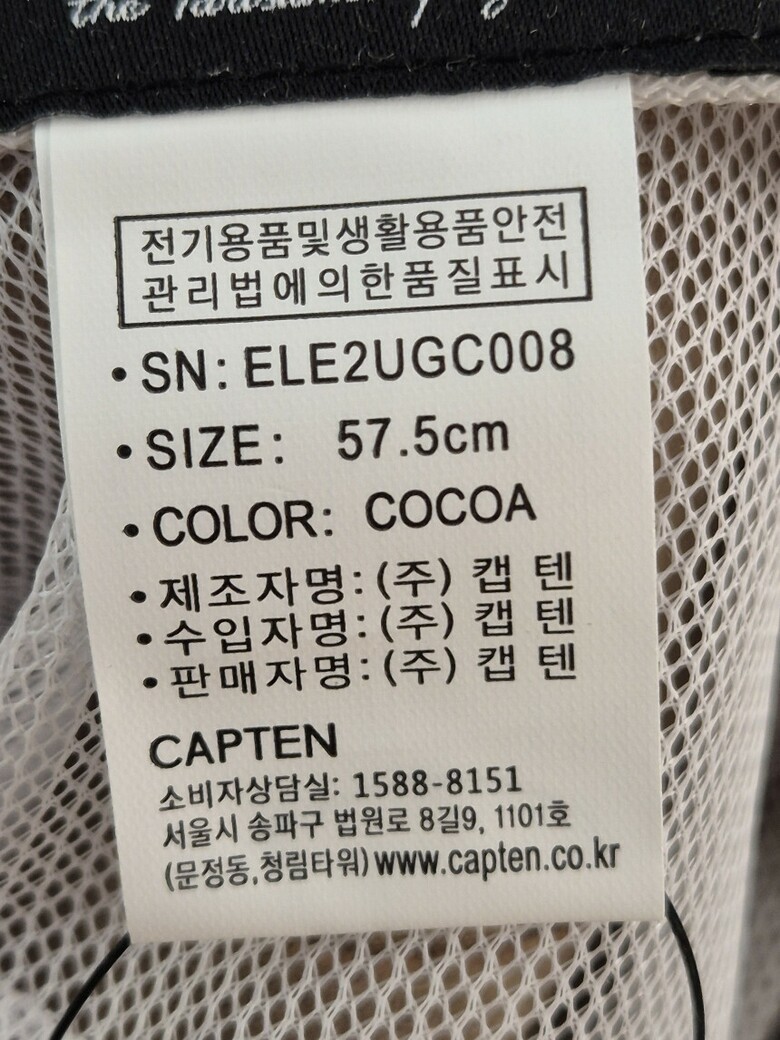 the
전기용품및생활용품안전
관리법에의한품질표시
•SN: ELE2UGC008
•SIZE: 57.5cm
•COLOR: COCOA
•제조자명:(주) 캡 텐
•수입자명:(주) 캡 텐
•판매자명:(주) 캡 텐
CAPTEN
소비자상담실: 1588-8151
서울시 송파구 법원로 8길9, 1101호
(문정동,청림타워)www.capten.co.kr